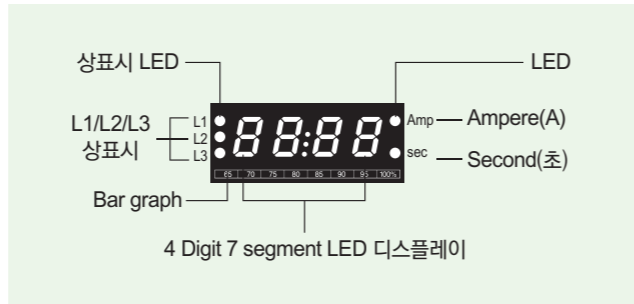 상표시 LED
LED
L1/L2/L3
상표시
L1
L2
L3
88:88
Amp
sec
Ampere(A)
Second(초)
65 70 75 80 85 90 95 100%
Bar graph
4 Digit 7 segment LED 디스플레이